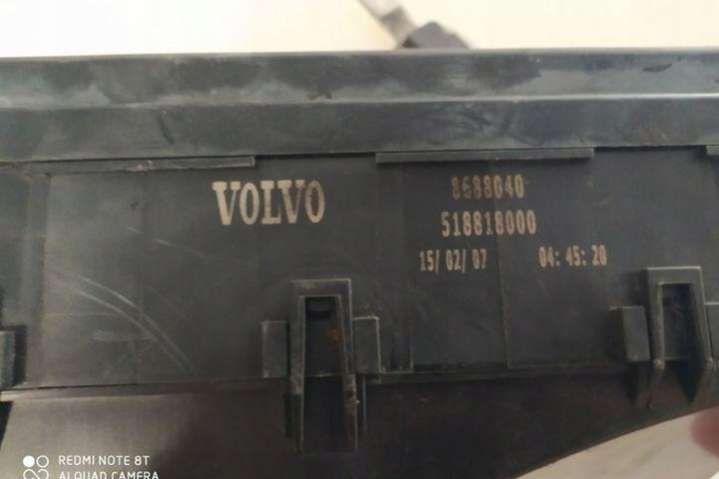 VOLVO
8688040
518818000
15/ 02/ 07 04: 45: 20
REDMI NOTE 8T
AI QUAD CAMERA